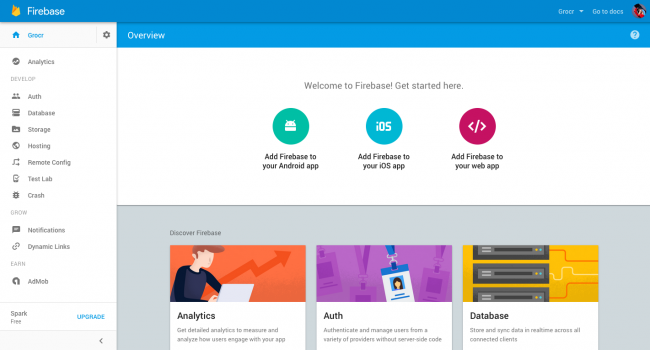 Firebase
Grocr
Go to docs
Grocr
Overview
Analytics
DEVELOP
Auth
Database
Storage
Hosting
Remote Config
Test Lab
Crash
GROW
Notifications
Dynamic Links
EARN
AdMob
Spark
Free
UPGRADE
Welcome to Firebase! Get started here.
iOS
Add Firebase to
your Android app
Add Firebase to
your iOS app
Add Firebase to
your web app
Discover Firebase
Analytics
Get detailed analytics to measure and
analyze how users engage with your app
Auth
Authenticate and manage users from a
variety of providers without server-side code
Database
Store and sync data in realtime across all
connected clients